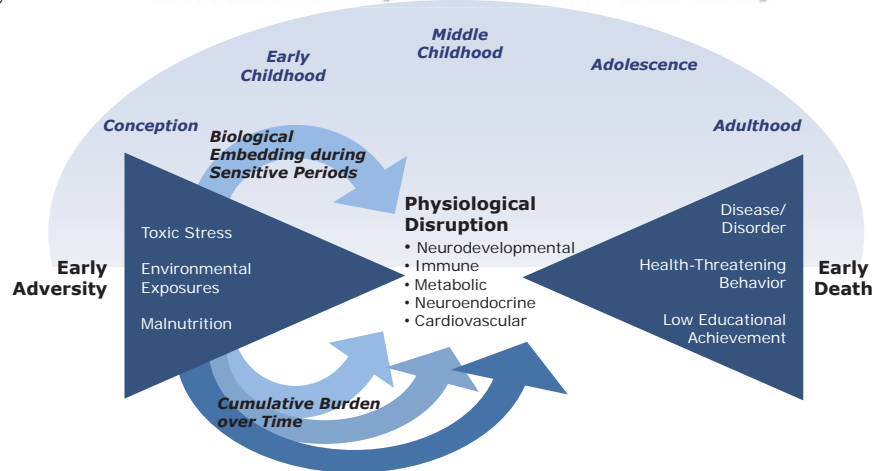 Conception
Early
Childhood
Middle
Childhood
Adolescence
Adulthood
Biological
Embedding during
Sensitive Periods
Early
Adversity
Toxic Stress
Environmental
Exposures
Malnutrition
Physiological
Disruption
• Neurodevelopmental
• Immune
• Metabolic
• Neuroendocrine
• Cardiovascular
Disease/
Disorder
Health-Threatening
Behavior
Low Educational
Achievement
Early
Death
Cumulative Burden
over Time